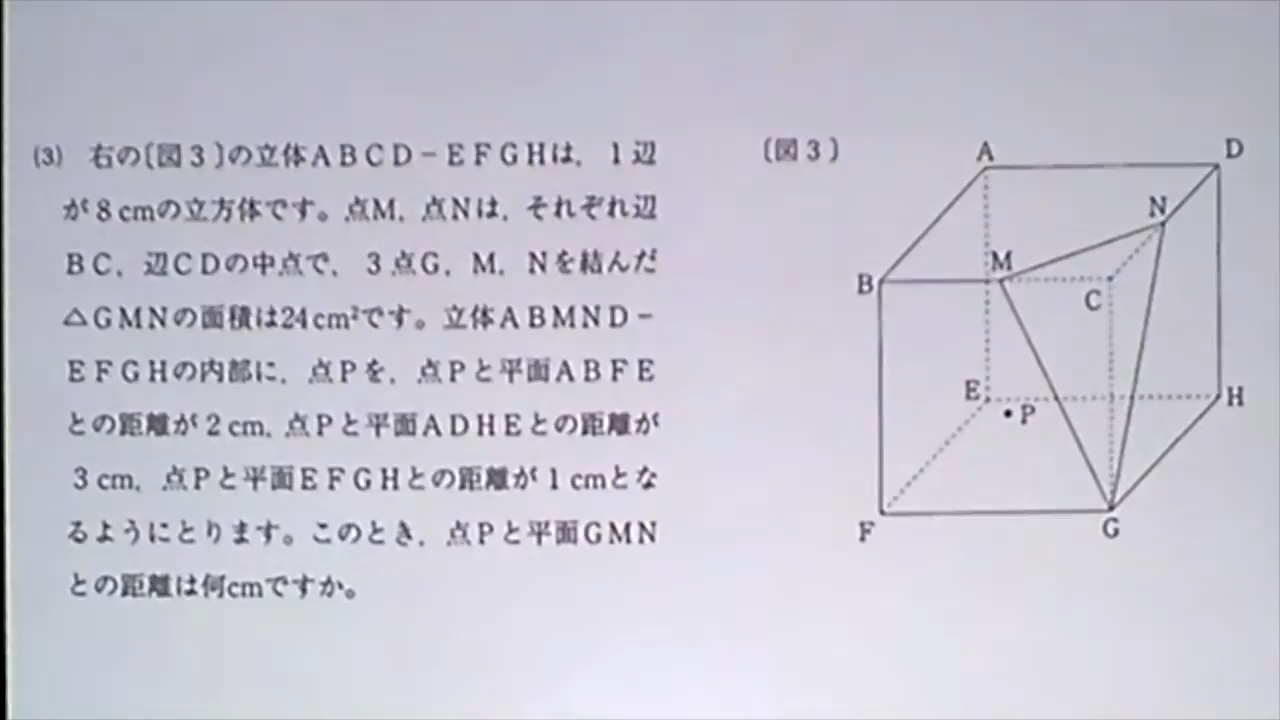 (3) 右の〔図3〕の立体ABCD－EFGHは，1辺
が8cmの立方体です。点M，点Nは，それぞれ辺
BC，辺CDの中点で，3点G，M，Nを結んだ
△GMNの面積は24cm²です。立体ABMND－
EFGHの内部に，点Pを，点Pと平面ABFE
との距離が2cm，点Pと平面ADHEとの距離が
3cm，点Pと平面EFGHとの距離が1cmとな
るようにとります。このとき，点Pと平面GMN
との距離は何cmですか。
〔図3〕
A
D
N
M
B
C
E
P
H
F
G